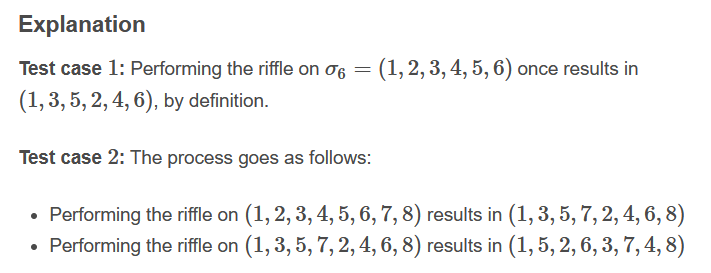 Explanation
Test case 1: Performing the riffle on σ₆ = (1, 2, 3, 4, 5, 6) once results in
(1, 3, 5, 2, 4, 6), by definition.
Test case 2: The process goes as follows:
• Performing the riffle on (1, 2, 3, 4, 5, 6, 7, 8) results in (1, 3, 5, 7, 2, 4, 6, 8)
• Performing the riffle on (1, 3, 5, 7, 2, 4, 6, 8) results in (1, 5, 2, 6, 3, 7, 4, 8)